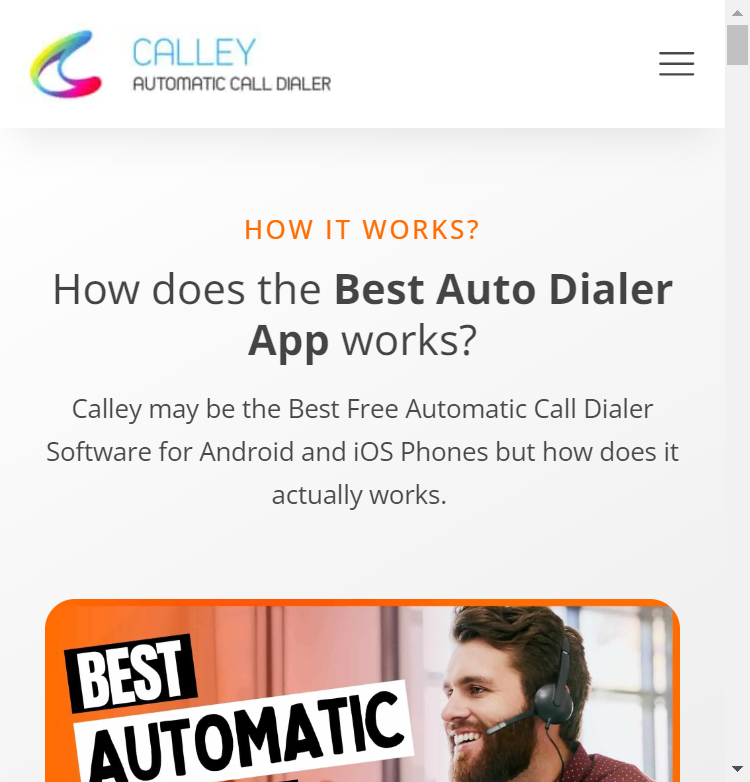 CALLEY
AUTOMATIC CALL DIALER
HOW IT WORKS?
How does the Best Auto Dialer
App works?
Calley may be the Best Free Automatic Call Dialer
Software for Android and iOS Phones but how does it
actually works.
BEST
AUTOMATIC